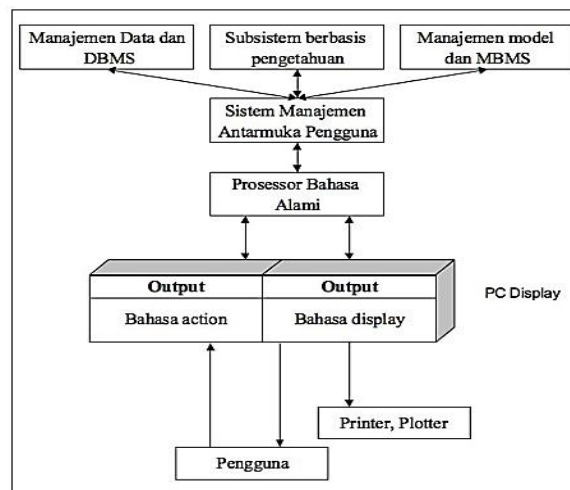 Manajemen Data dan
DBMS
Subsistem berbasis
pengetahuan
Manajemen model
dan MBMS
Sistem Manajemen
Antarmuka Pengguna
Prosessor Bahasa
Alami
Output
Output
Bahasa action
Bahasa display
PC Display
Printer, Plotter
Pengguna